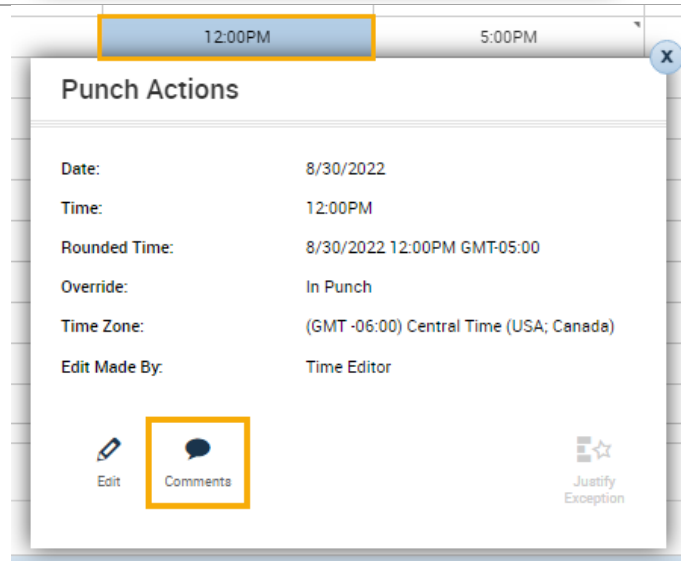 12:00PM 5:00PM
x
Punch Actions
Date: 8/30/2022
Time: 12:00PM
Rounded Time: 8/30/2022 12:00PM GMT-05:00
Override: In Punch
Time Zone: (GMT -06:00) Central Time (USA; Canada)
Edit Made By: Time Editor
Edit Comments Justify
Exception